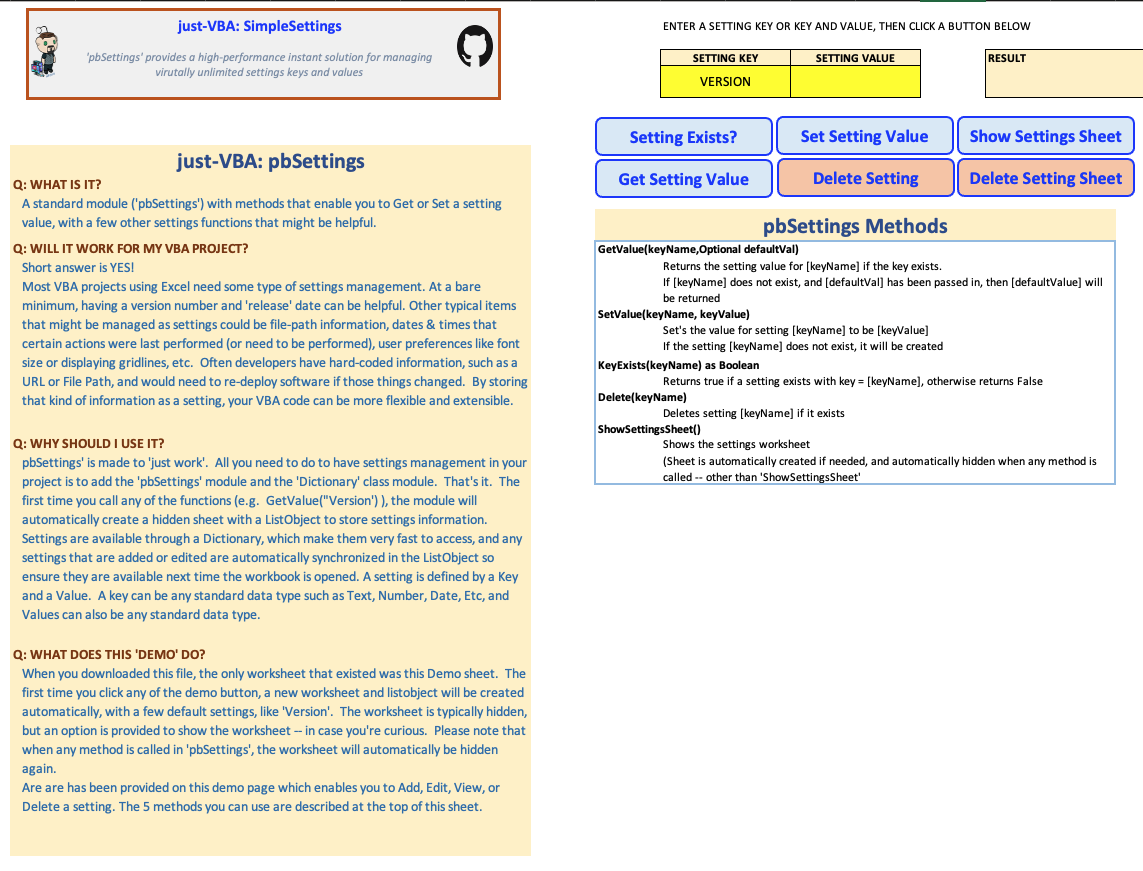 just-VBA: SimpleSettings
'pbSettings' provides a high-performance instant solution for managing
virutally unlimited settings keys and values
ENTER A SETTING KEY OR KEY AND VALUE, THEN CLICK A BUTTON BELOW
SETTING KEY
SETTING VALUE
RESULT
VERSION
Setting Exists?
Set Setting Value
Show Settings Sheet
Get Setting Value
Delete Setting
Delete Setting Sheet
just-VBA: pbSettings
Q: WHAT IS IT?
A standard module ('pbSettings') with methods that enable you to Get or Set a setting
value, with a few other settings functions that might be helpful.
Q: WILL IT WORK FOR MY VBA PROJECT?
Short answer is YES!
Most VBA projects using Excel need some type of settings management. At a bare
minimum, having a version number and 'release' date can be helpful. Other typical items
that might be managed as settings could be file-path information, dates & times that
certain actions were last performed (or need to be performed), user preferences like font
size or displaying gridlines, etc.  Often developers have hard-coded information, such as a
URL or File Path, and would need to re-deploy software if those things changed.  By storing
that kind of information as a setting, your VBA code can be more flexible and extensible.
Q: WHY SHOULD I USE IT?
pbSettings' is made to 'just work'.  All you need to do to have settings management in your
project is to add the 'pbSettings' module and the 'Dictionary' class module.  That's it.  The
first time you call any of the functions (e.g.  GetValue("Version') ), the module will
automatically create a hidden sheet with a ListObject to store settings information.
Settings are available through a Dictionary, which make them very fast to access, and any
settings that are added or edited are automatically synchronized in the ListObject so
ensure they are available next time the workbook is opened. A setting is defined by a Key
and a Value.  A key can be any standard data type such as Text, Number, Date, Etc, and
Values can also be any standard data type.
Q: WHAT DOES THIS 'DEMO' DO?
When you downloaded this file, the only worksheet that existed was this Demo sheet.  The
first time you click any of the demo button, a new worksheet and listobject will be created
automatically, with a few default settings, like 'Version'.  The worksheet is typically hidden,
but an option is provided to show the worksheet -- in case you're curious.  Please note that
when any method is called in 'pbSettings', the worksheet will automatically be hidden
again.
Are are has been provided on this demo page which enables you to Add, Edit, View, or
Delete a setting. The 5 methods you can use are described at the top of this sheet.
pbSettings Methods
GetValue(keyName,Optional defaultVal)
Returns the setting value for [keyName] if the key exists.
If [keyName] does not exist, and [defaultVal] has been passed in, then [defaultValue] will
be returned
SetValue(keyName, keyValue)
Set's the value for setting [keyName] to be [keyValue]
If the setting [keyName] does not exist, it will be created
KeyExists(keyName) as Boolean
Returns true if a setting exists with key = [keyName], otherwise returns False
Delete(keyName)
Deletes setting [keyName] if it exists
ShowSettingsSheet()
Shows the settings worksheet
(Sheet is automatically created if needed, and automatically hidden when any method is
called -- other than 'ShowSettingsSheet'